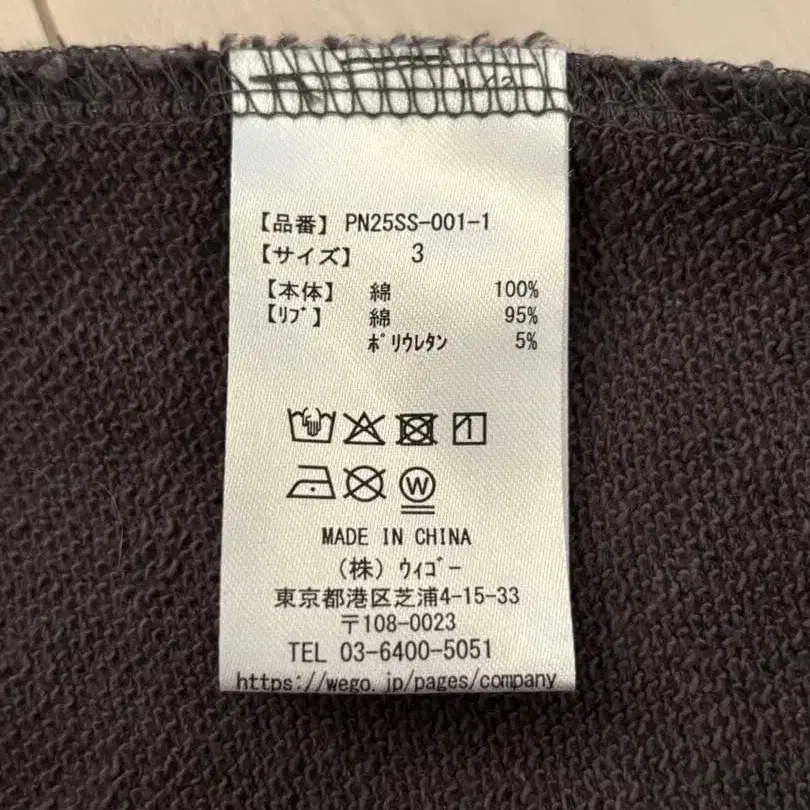 【品番】 PN25SS-001-1
【サイズ】 3
【本体】 綿 100%
【ﾘﾌﾞ】 綿 95%
ﾎﾟﾘｳﾚﾀﾝ 5%
W
MADE IN CHINA
（株）ｳｨｺﾞｰ
東京都港区芝浦4-15-33
〒108-0023
TEL 03-6400-5051
https://wego.jp/pages/company